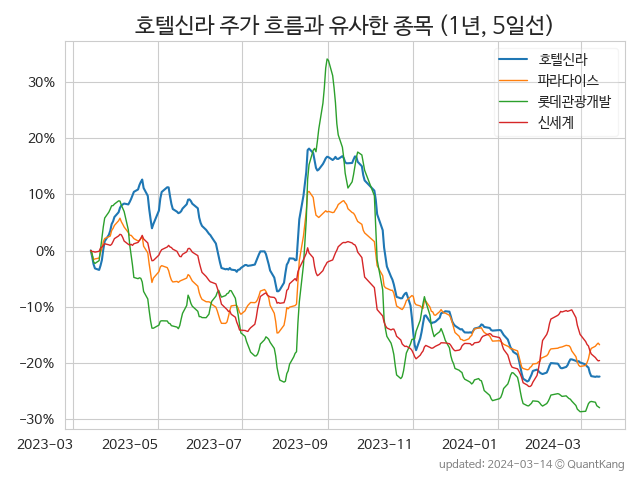 호텔신라 주가 흐름과 유사한 종목 (1년, 5일선)
호텔신라
파라다이스
롯데관광개발
신세계
30%
20%
10%
0%
−10%
−20%
−30%
2023-03
2023-05
2023-07
2023-09
2023-11
2024-01
2024-03
updated: 2024-03-14 © QuantKang